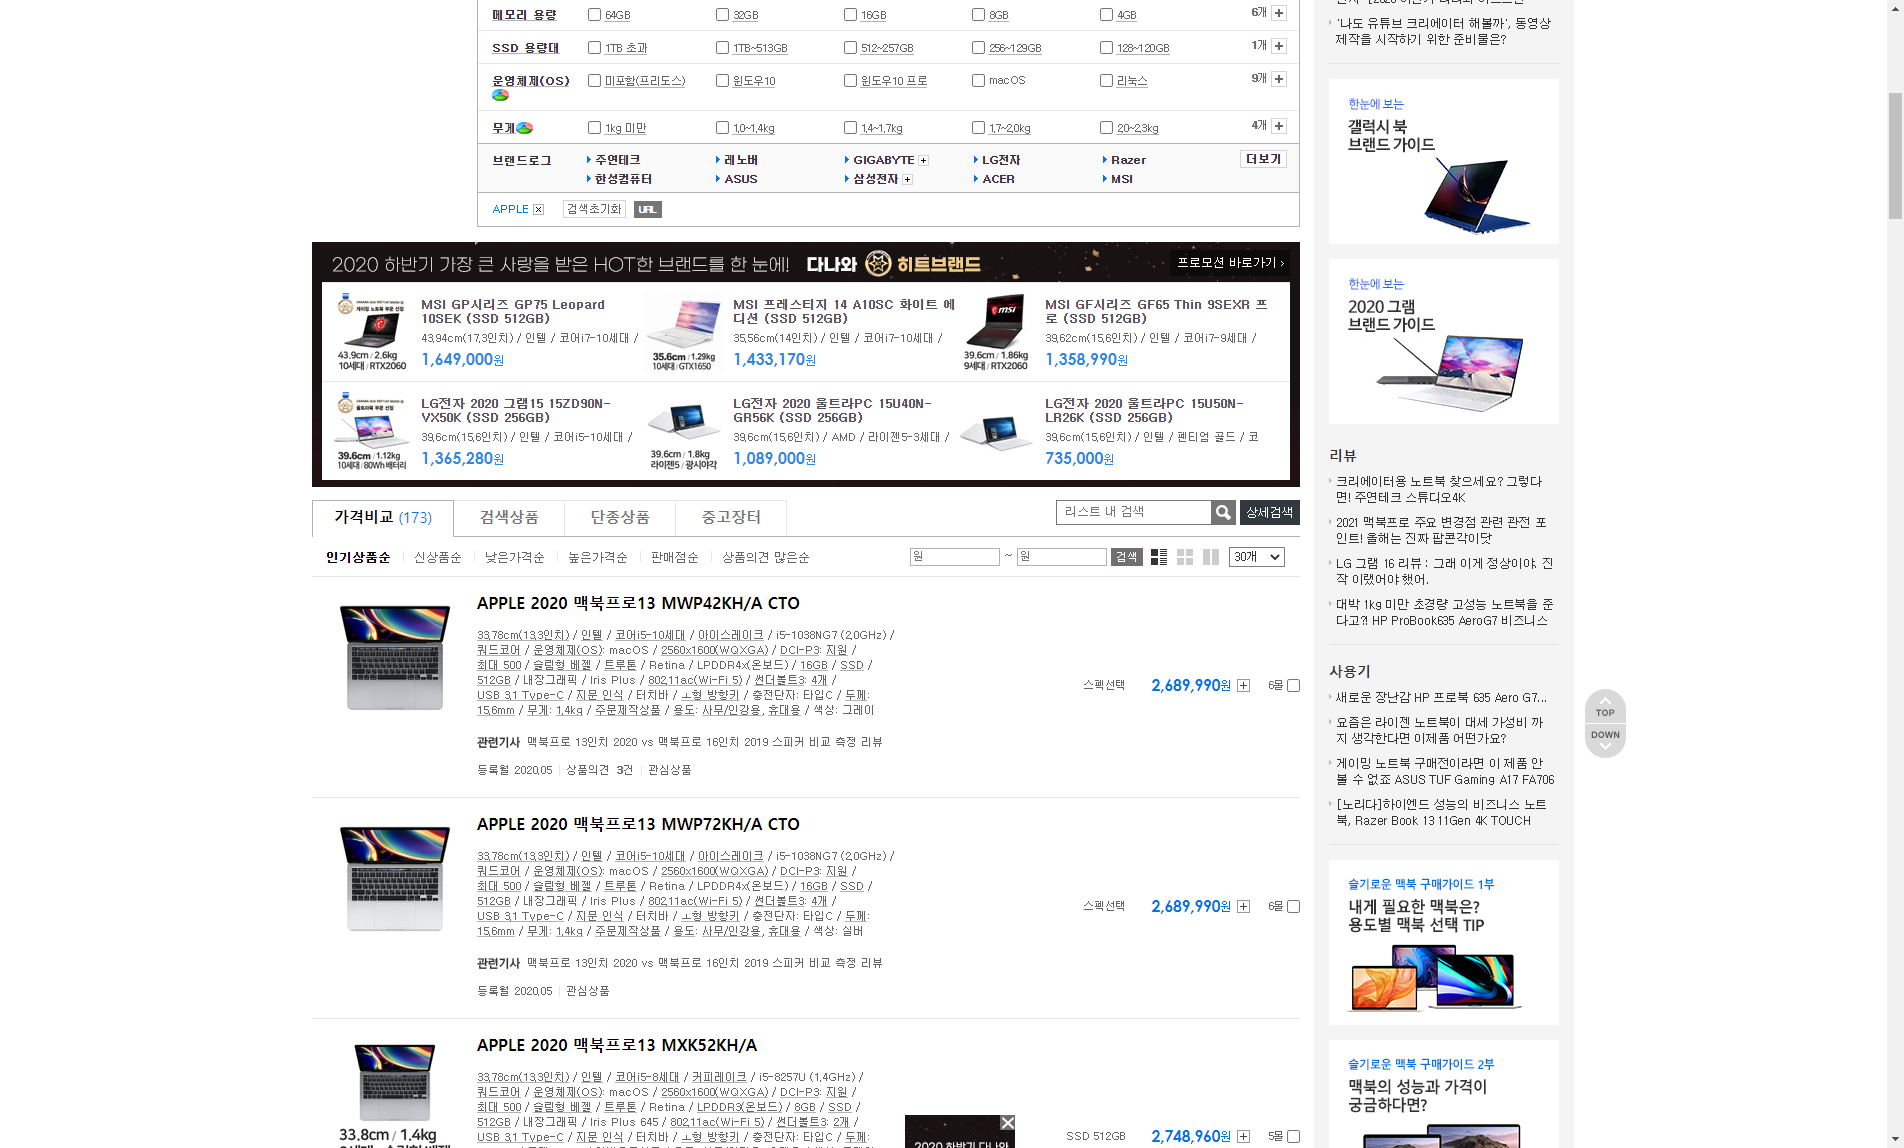 메모리 용량 64GB 32GB 16GB 8GB 4GB 6개
SSD 용량대 1TB 초과 1TB~513GB 512~257GB 256~129GB 128~120GB 1개
운영체제(OS) 미포함(프리도스) 윈도우10 윈도우10 프로 macOS 리눅스 9개
무게 1kg 미만 1.0~1.4kg 1.4~1.7kg 1.7~2.0kg 2.0~2.3kg 4개
브랜드로그 주연테크 레노버 GIGABYTE LG전자 Razer 더보기
한성컴퓨터 ASUS 삼성전자 ACER MSI
APPLE 검색초기화 URL
2020 하반기 가장 큰 사랑을 받은 HOT한 브랜드를 한 눈에! 다나와 히트브랜드 프로모션 바로가기 >
MSI GP시리즈 GP75 Leopard
10SEK (SSD 512GB)
43.94cm(17.3인치) / 인텔 / 코어i7-10세대 /
1,649,000원
43.9cm / 2.6kg
10세대 / RTX2060
MSI 프레스티지 14 A10SC 화이트 에
디션 (SSD 512GB)
35.56cm(14인치) / 인텔 / 코어i7-10세대 /
1,433,170원
35.6cm / 1.29kg
10세대 / GTX1650
MSI GF시리즈 GF65 Thin 9SEXR 프
로 (SSD 512GB)
39.62cm(15.6인치) / 인텔 / 코어i7-9세대 /
1,358,990원
39.6cm / 1.86kg
9세대 / RTX2060
LG전자 2020 그램15 15ZD90N-
VX50K (SSD 256GB)
39.6cm(15.6인치) / 인텔 / 코어i5-10세대 /
1,365,280원
39.6cm / 1.12kg
10세대 / 80Wh 배터리
LG전자 2020 울트라PC 15U40N-
GR56K (SSD 256GB)
39.6cm(15.6인치) / AMD / 라이젠5-3세대 /
1,089,000원
39.6cm / 1.8kg
라이젠5 / 광시야각
LG전자 2020 울트라PC 15U50N-
LR26K (SSD 256GB)
39.6cm(15.6인치) / 인텔 / 펜티엄 골드 / 코
735,000원
가격비교 (173) 검색상품 단종상품 중고장터 리스트 내 검색 상세검색
인기상품순 신상품순 낮은가격순 높은가격순 판매점순 상품의견 많은순 원 ~ 원 검색 30개
APPLE 2020 맥북프로13 MWP42KH/A CTO
33.78cm(13.3인치) / 인텔 / 코어i5-10세대 / 아이스레이크 / i5-1038NG7 (2.0GHz) /
쿼드코어 / 운영체제(OS): macOS / 2560x1600(WQXGA) / DCI-P3: 지원 /
최대 500 / 슬림형 베젤 / 트루톤 / Retina / LPDDR4x(온보드) / 16GB / SSD /
512GB / 내장그래픽 / Iris Plus / 802.11ac(Wi-Fi 5) / 썬더볼트3: 4개 /
USB 3.1 Type-C / 지문 인식 / 터치바 / ㅗ형 방향키 / 충전단자: 타입C / 두께:
15.6mm / 무게: 1.4kg / 주문제작상품 / 용도: 사무/인강용, 휴대용 / 색상: 그레이
스펙선택 2,689,990원 6몰
관련기사 맥북프로 13인치 2020 vs 맥북프로 16인치 2019 스피커 비교 측정 리뷰
등록월 2020.05 상품의견 3건 관심상품
APPLE 2020 맥북프로13 MWP72KH/A CTO
33.78cm(13.3인치) / 인텔 / 코어i5-10세대 / 아이스레이크 / i5-1038NG7 (2.0GHz) /
쿼드코어 / 운영체제(OS): macOS / 2560x1600(WQXGA) / DCI-P3: 지원 /
최대 500 / 슬림형 베젤 / 트루톤 / Retina / LPDDR4x(온보드) / 16GB / SSD /
512GB / 내장그래픽 / Iris Plus / 802.11ac(Wi-Fi 5) / 썬더볼트3: 4개 /
USB 3.1 Type-C / 지문 인식 / 터치바 / ㅗ형 방향키 / 충전단자: 타입C / 두께:
15.6mm / 무게: 1.4kg / 주문제작상품 / 용도: 사무/인강용, 휴대용 / 색상: 실버
스펙선택 2,689,990원 6몰
관련기사 맥북프로 13인치 2020 vs 맥북프로 16인치 2019 스피커 비교 측정 리뷰
등록월 2020.05 관심상품
APPLE 2020 맥북프로13 MXK52KH/A
33.78cm(13.3인치) / 인텔 / 코어i5-8세대 / 커피레이크 / i5-8257U (1.4GHz) /
쿼드코어 / 운영체제(OS): macOS / 2560x1600(WQXGA) / DCI-P3: 지원 /
최대 500 / 슬림형 베젤 / 트루톤 / Retina / LPDDR3(온보드) / 8GB / SSD /
512GB / 내장그래픽 / Iris Plus 645 / 802.11ac(Wi-Fi 5) / 썬더볼트3: 2개 /
USB 3.1 Type-C / 지문 인식 / 터치바 / ㅗ형 방향키 / 충전단자: 타입C / 두께:
33.8cm / 1.4kg
SSD 512GB 2,748,960원 5몰
'나도 유튜브 크리에이터 해볼까', 동영상
제작을 시작하기 위한 준비물은?
한눈에 보는
갤럭시 북
브랜드 가이드
한눈에 보는
2020 그램
브랜드 가이드
리뷰
크리에이터용 노트북 찾으세요? 그렇다
면! 주연테크 스튜디오4K
2021 맥북프로 주요 변경점 관련 관전 포
인트! 올해는 진짜 팝콘각이닷
LG 그램 16 리뷰 : 그래 이게 정상이야. 진
작 이랬어야 했어.
대박 1kg 미만 초경량 고성능 노트북을 준
다고?! HP ProBook635 AeroG7 비즈니스
사용기
새로운 장난감 HP 프로북 635 Aero G7...
요즘은 라이젠 노트북이 대세 가성비 까
지 생각한다면 이제품 어떤가요?
게이밍 노트북 구매전이라면 이 제품 안
볼 수 없죠 ASUS TUF Gaming A17 FA706
[노리다]하이엔드 성능의 비즈니스 노트
북, Razer Book 13 11Gen 4K TOUCH
슬기로운 맥북 구매가이드 1부
내게 필요한 맥북은?
용도별 맥북 선택 TIP
슬기로운 맥북 구매가이드 2부
맥북의 성능과 가격이
궁금하다면?
TOP
DOWN